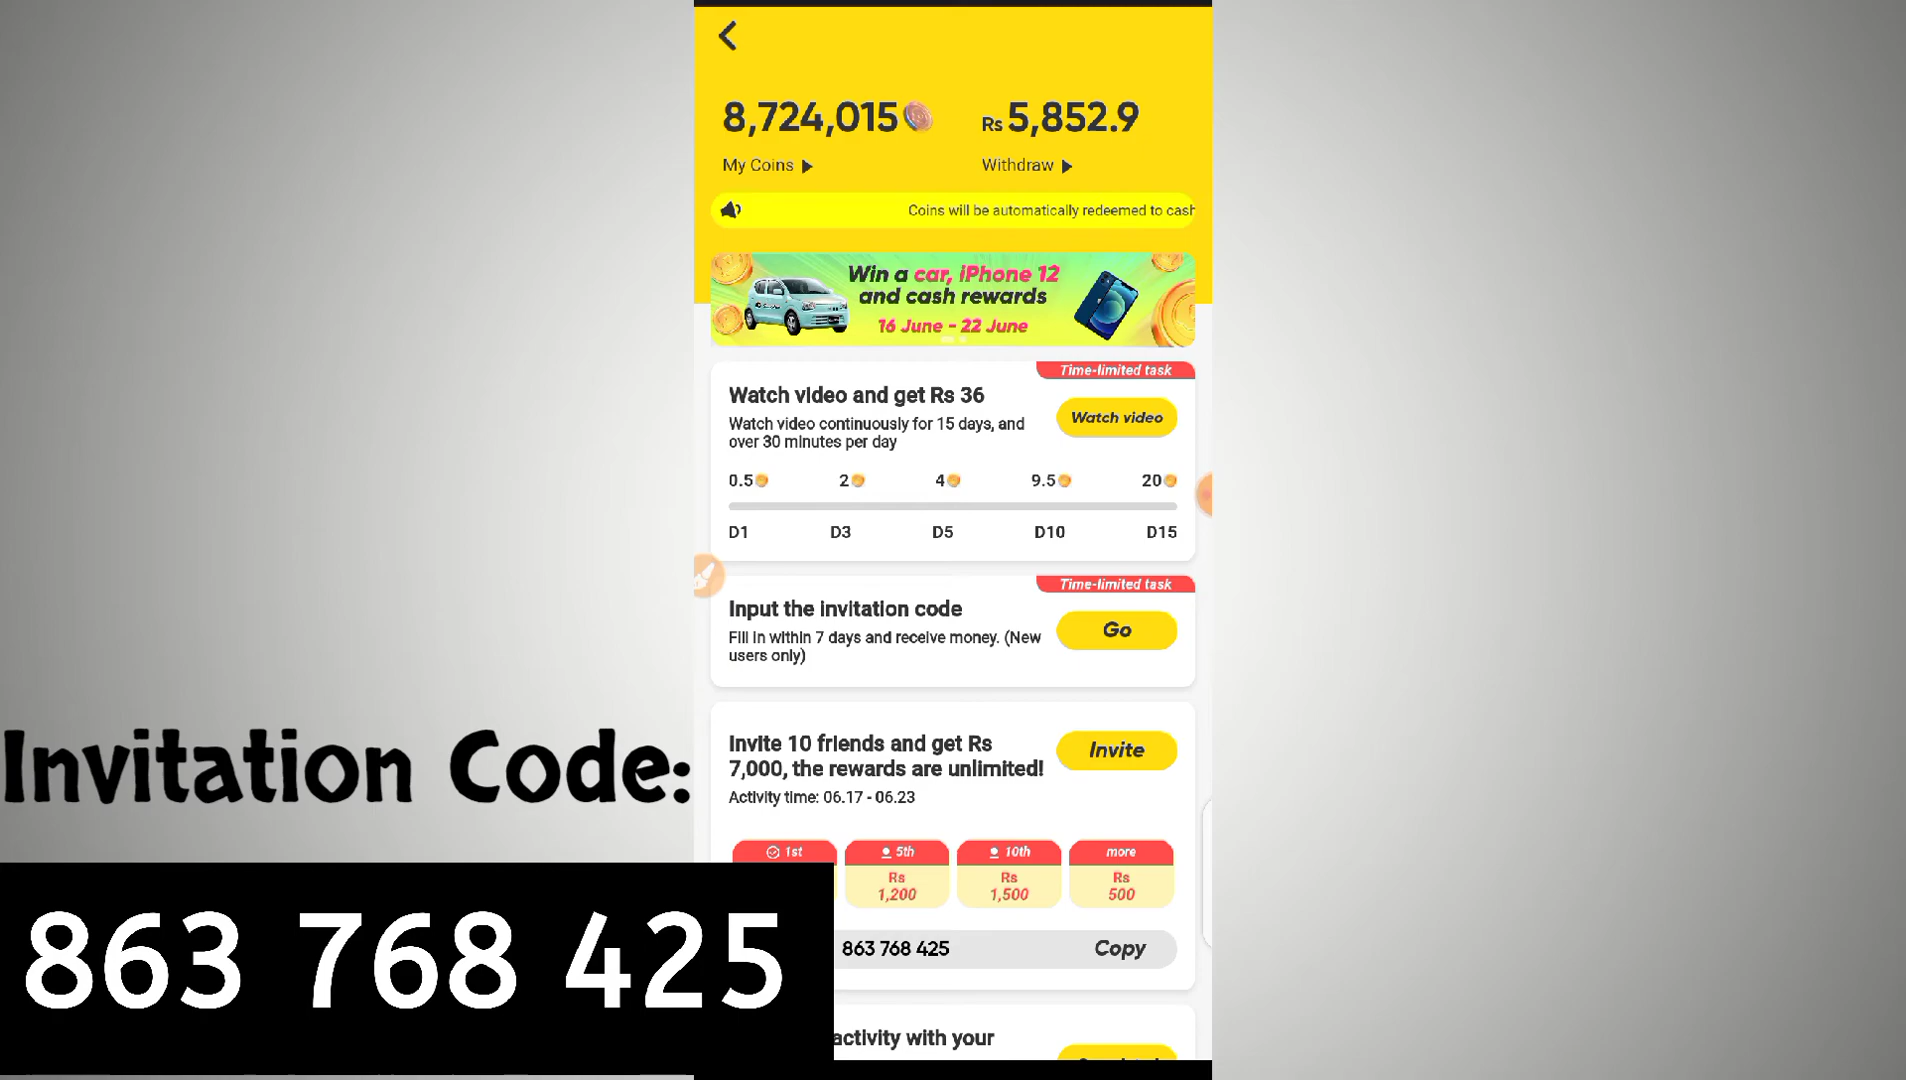 8,724,015
Rs 5,852.9
My Coins
Withdraw
Coins will be automatically redeemed to cash
Win a car, iPhone 12
and cash rewards
16 June - 22 June
Time-limited task
Watch video and get Rs 36
Watch video
Watch video continuously for 15 days, and
over 30 minutes per day
0.5 2 4 9.5 20
D1 D3 D5 D10 D15
Time-limited task
Input the invitation code
Go
Fill in within 7 days and receive money. (New
users only)
Invite 10 friends and get Rs
7,000, the rewards are unlimited!
Invite
Activity time: 06.17 - 06.23
1st 5th 10th more
Rs Rs Rs
1,200 1,500 500
863 768 425 Copy
activity with your
Invitation Code:
863 768 425